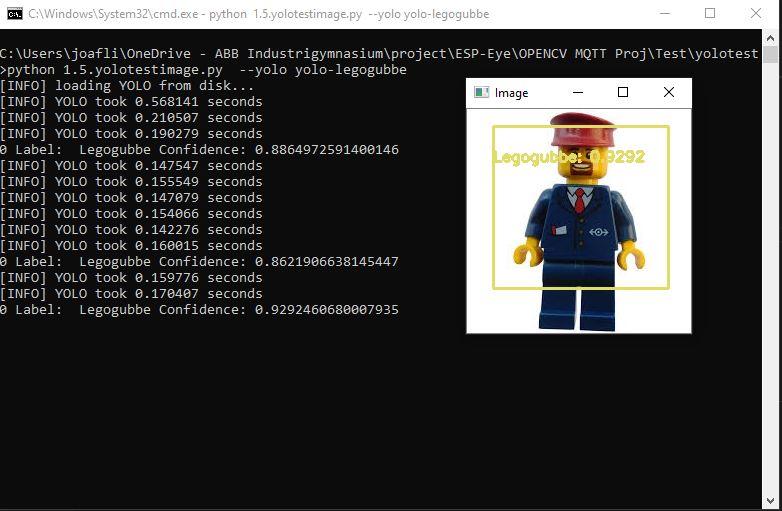 C:\Windows\System32\cmd.exe - python  1.5.yolotestimage.py  --yolo yolo-legogubbe
C:\Users\joafli\OneDrive - ABB Industrigymnasium\project\ESP-Eye\OPENCV MQTT Proj\Test\yolotest
>python 1.5.yolotestimage.py  --yolo yolo-legogubbe
[INFO] loading YOLO from disk...
[INFO] YOLO took 0.568141 seconds
[INFO] YOLO took 0.210507 seconds
[INFO] YOLO took 0.190279 seconds
0 Label:  Legogubbe Confidence: 0.8864972591400146
[INFO] YOLO took 0.147547 seconds
[INFO] YOLO took 0.155549 seconds
[INFO] YOLO took 0.147079 seconds
[INFO] YOLO took 0.154066 seconds
[INFO] YOLO took 0.142276 seconds
[INFO] YOLO took 0.160015 seconds
0 Label:  Legogubbe Confidence: 0.8621906638145447
[INFO] YOLO took 0.159776 seconds
[INFO] YOLO took 0.170407 seconds
0 Label:  Legogubbe Confidence: 0.9292460680007935
Image
Legogubbe: 0.9292